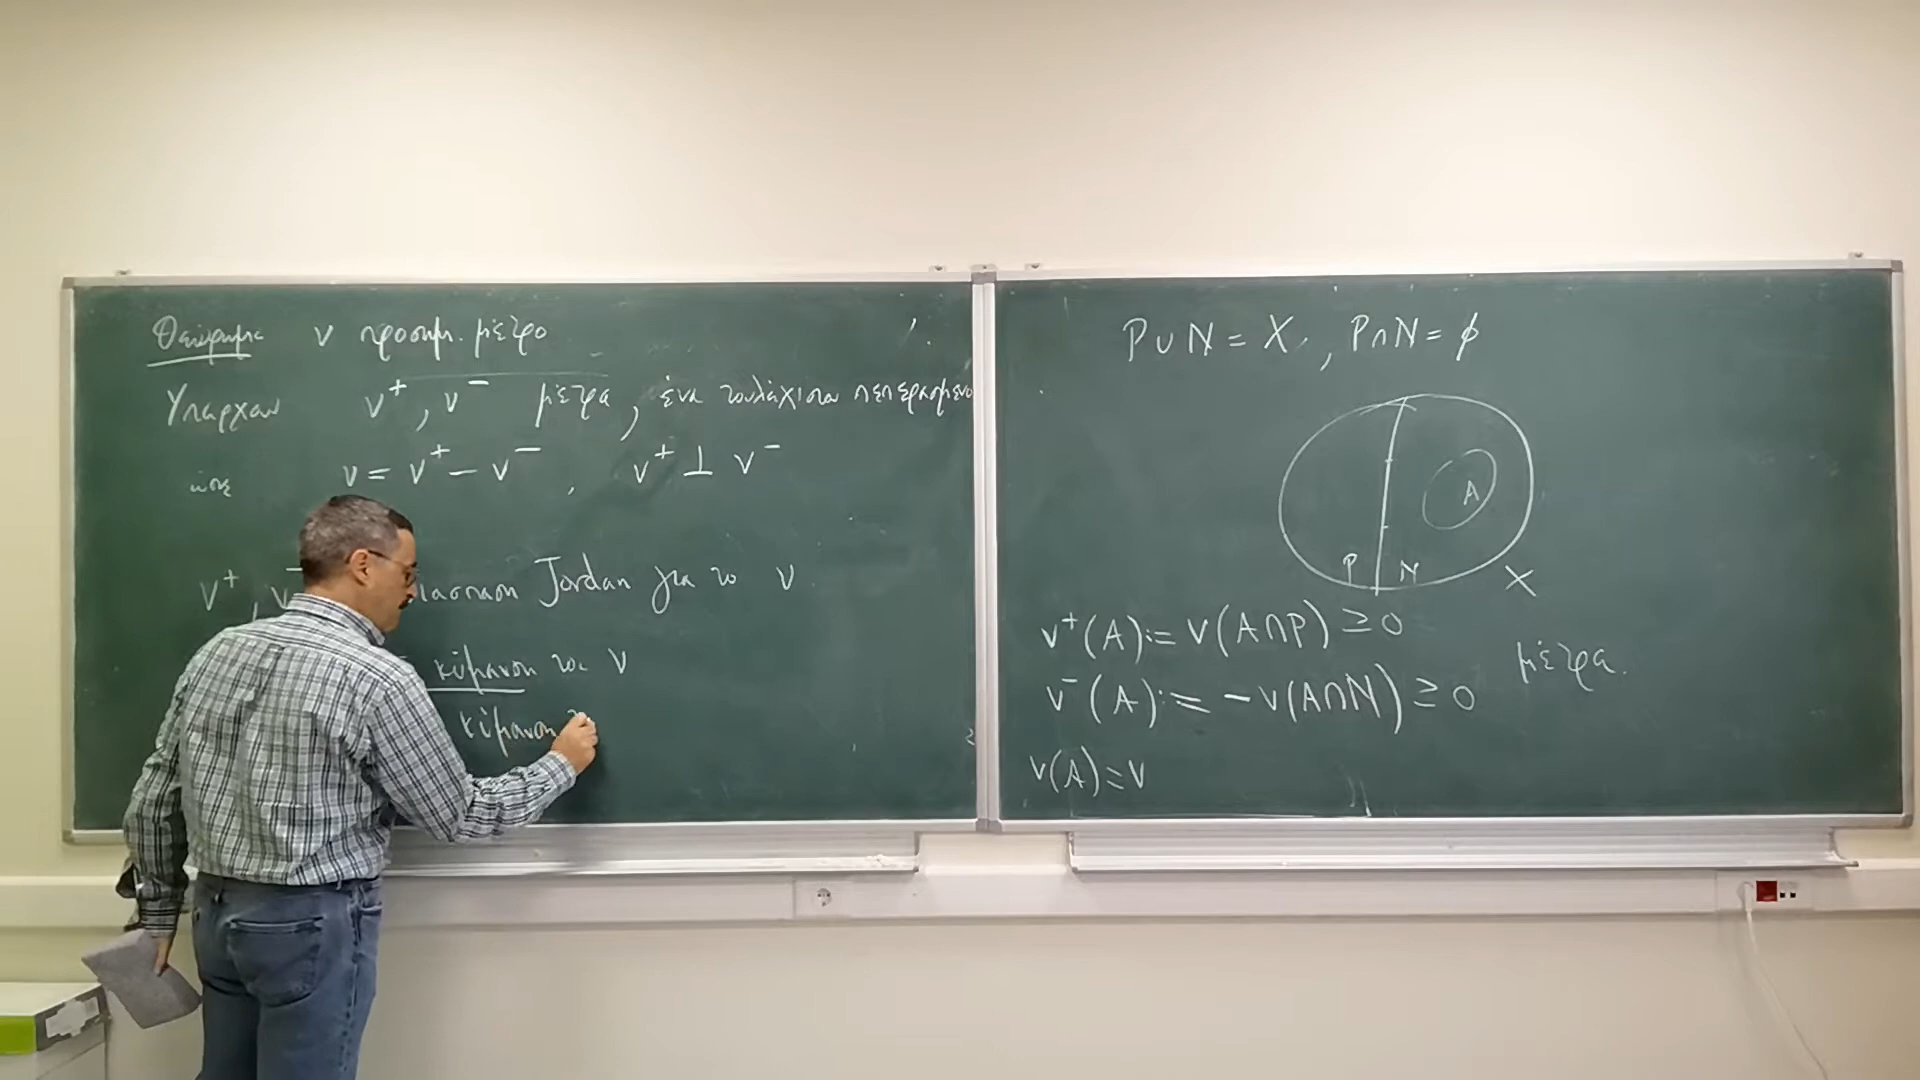 Θεώρημα ν προσημ. μέτρο
Υπάρχουν ν⁺, ν⁻ μέτρα, ένα τουλάχιστον πεπερασμένο
ώστε ν = ν⁺ − ν⁻, ν⁺ ⊥ ν⁻
ν⁺, ν⁻ Jordan για το ν
κύμανση του ν
κύμανση
P ∪ N = X, P ∩ N = ∅
A
P N
X
ν⁺(A) := ν(A∩P) ≥ 0
μέτρα.
ν⁻(A) := −ν(A∩N) ≥ 0
ν(A) = ν